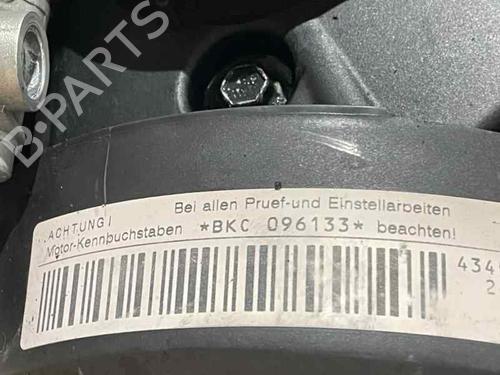 B-PARTS
ACHTUNG! Bei allen Pruef-und Einstellarbeiten
Motor-Kennbuchstaben *BKC 096133* beachten!
434
2